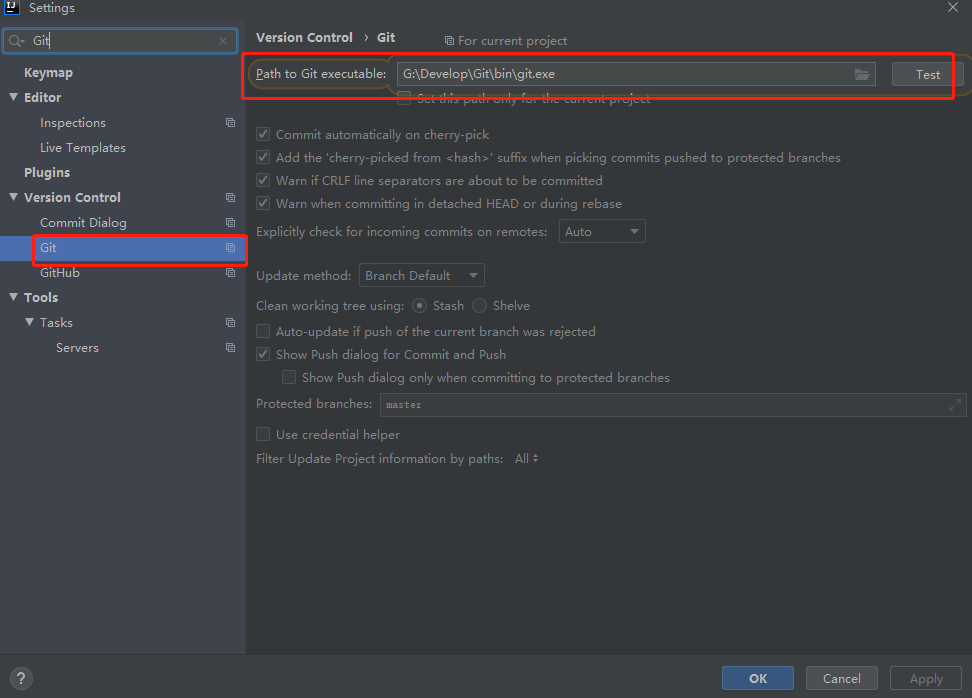 Settings
Git
Keymap
Editor
Inspections
Live Templates
Plugins
Version Control
Commit Dialog
Git
GitHub
Tools
Tasks
Servers
Version Control › Git For current project
Path to Git executable: G:\Develop\Git\bin\git.exe Test
Set this path only for the current project
Commit automatically on cherry-pick
Add the 'cherry-picked from <hash>' suffix when picking commits pushed to protected branches
Warn if CRLF line separators are about to be committed
Warn when committing in detached HEAD or during rebase
Explicitly check for incoming commits on remotes: Auto
Update method: Branch Default
Clean working tree using: Stash Shelve
Auto-update if push of the current branch was rejected
Show Push dialog for Commit and Push
Show Push dialog only when committing to protected branches
Protected branches: master
Use credential helper
Filter Update Project information by paths: All
? OK Cancel Apply